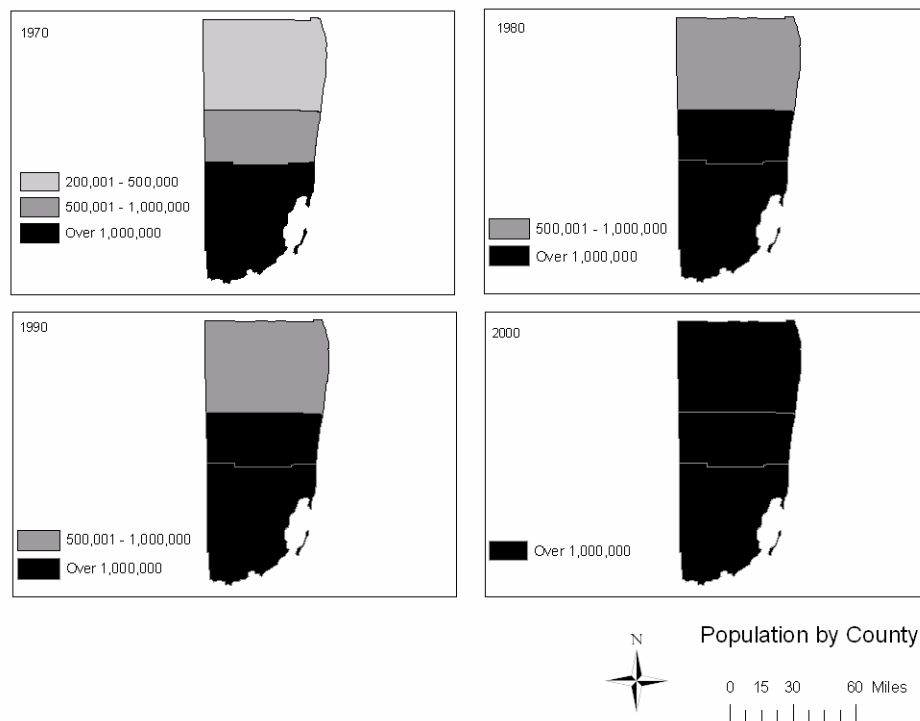 1970
200,001 - 500,000
500,001 - 1,000,000
Over 1,000,000
1980
500,001 - 1,000,000
Over 1,000,000
1990
500,001 - 1,000,000
Over 1,000,000
2000
Over 1,000,000
N
Population by County
0 15 30 60 Miles